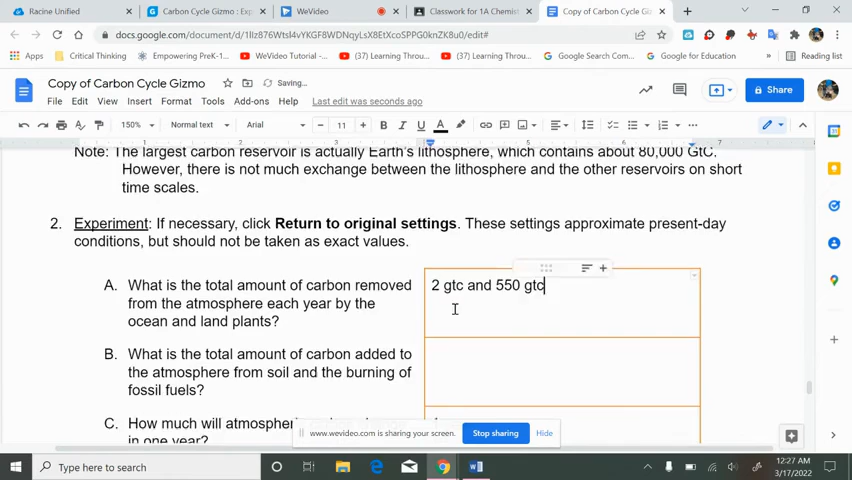 Racine Unified
Carbon Cycle Gizmo : Exp
WeVideo
Classwork for 1A Chemist
Copy of Carbon Cycle Giz
docs.google.com/document/d/1Iiz876WtsI4vYKGF8WDNqyLsX8EtXcoSPPG0knZK8u0/edit#
Apps
Empowering PreK-1
WeVideo Tutorial -
(37) Learning Throu
(37) Learning Throu
Google Search Com
Google for Education
Reading list
Copy of Carbon Cycle Gizmo
Saving...
File Edit View Insert Format Tools Add-ons Help Last edit was seconds ago
Share
150% Normal text Arial 11 B I U A
6 7
Note: The largest carbon reservoir is actually Earth's lithosphere, which contains about 80,000 GtC.
However, there is not much exchange between the lithosphere and the other reservoirs on short
time scales.
2. Experiment: If necessary, click Return to original settings. These settings approximate present-day
conditions, but should not be taken as exact values.
A. What is the total amount of carbon removed
from the atmosphere each year by the
ocean and land plants?
2 gtc and 550 gtc
B. What is the total amount of carbon added to
the atmosphere from soil and the burning of
fossil fuels?
C. How much will
in one year?
www.wevideo.com is sharing your screen.
Stop sharing
Hide
Type here to search
12:27 AM
3/17/2022